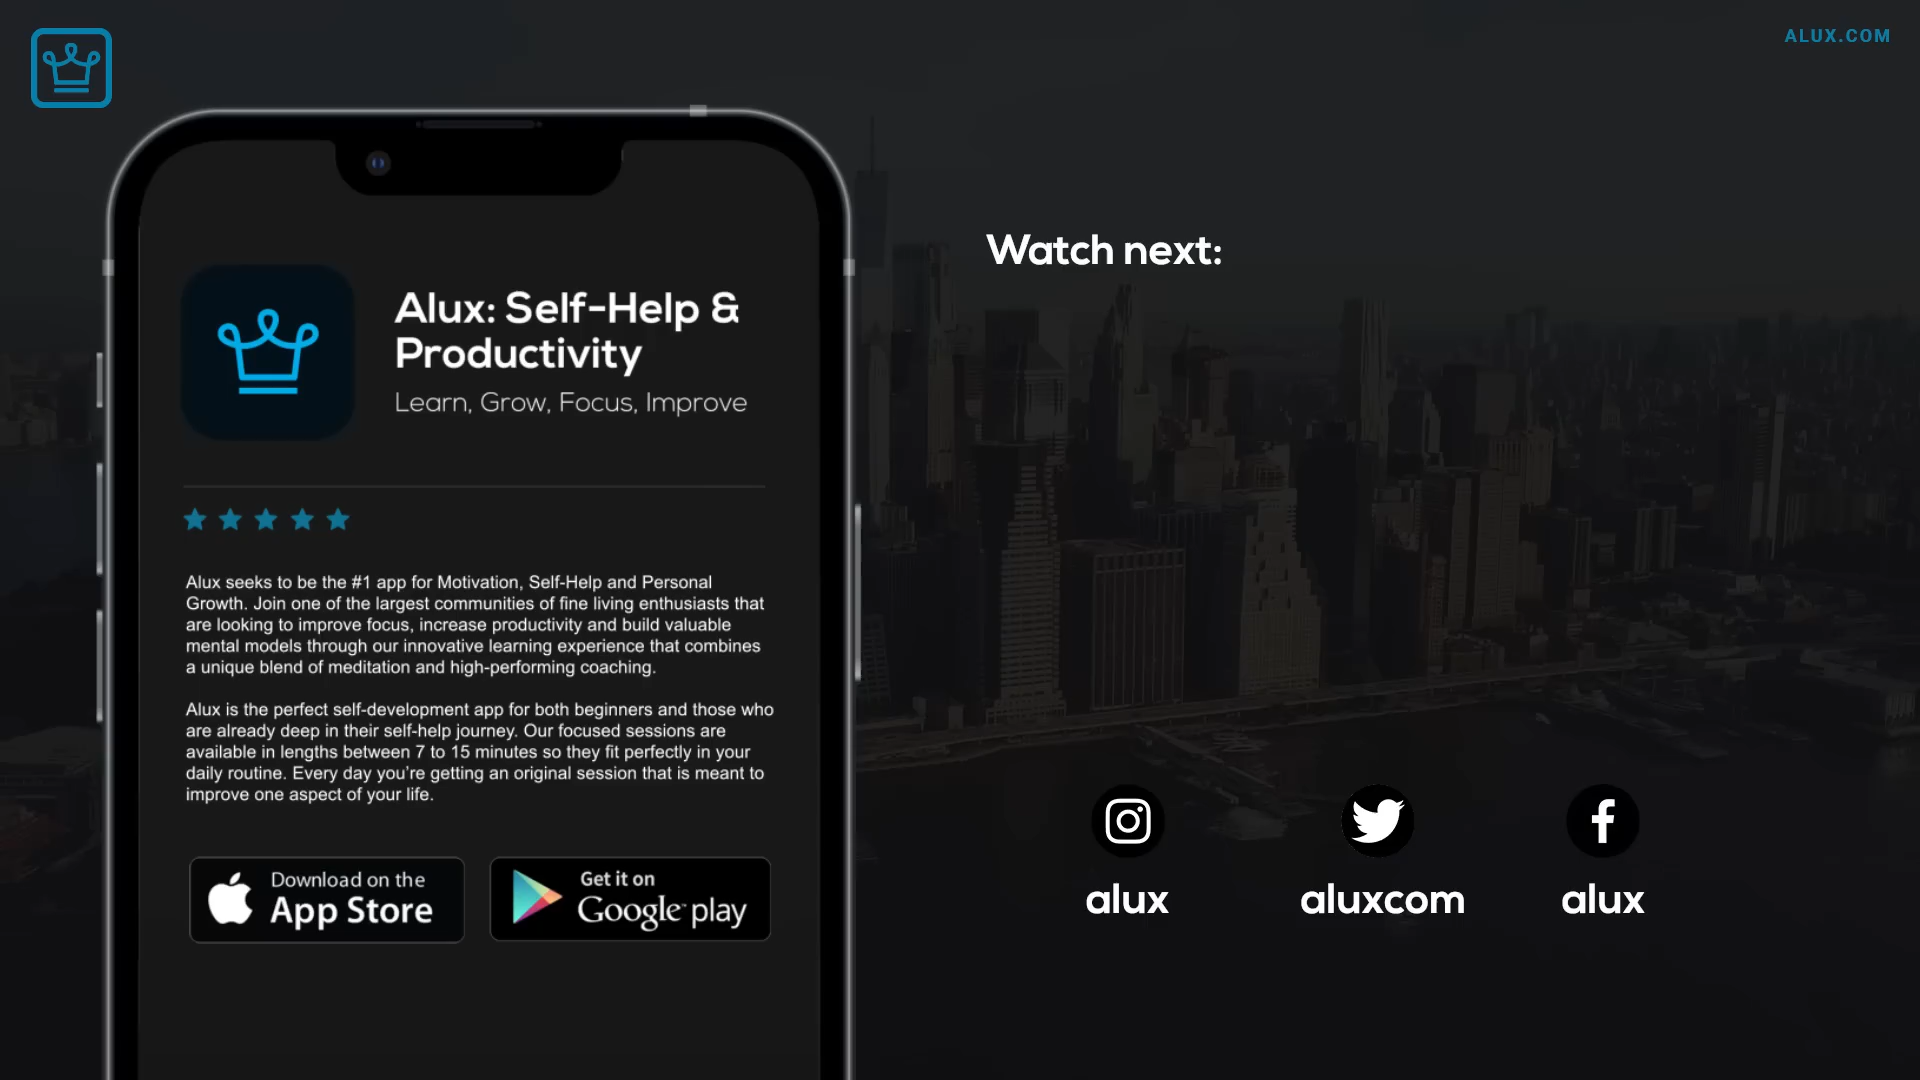 ALUX.COM
Alux: Self-Help &
Productivity
Learn, Grow, Focus, Improve
Alux seeks to be the #1 app for Motivation, Self-Help and Personal
Growth. Join one of the largest communities of fine living enthusiasts that
are looking to improve focus, increase productivity and build valuable
mental models through our innovative learning experience that combines
a unique blend of meditation and high-performing coaching.
Alux is the perfect self-development app for both beginners and those who
are already deep in their self-help journey. Our focused sessions are
available in lengths between 7 to 15 minutes so they fit perfectly in your
daily routine. Every day you're getting an original session that is meant to
improve one aspect of your life.
Download on the
App Store
Get it on
Google play
Watch next:
alux
aluxcom
alux